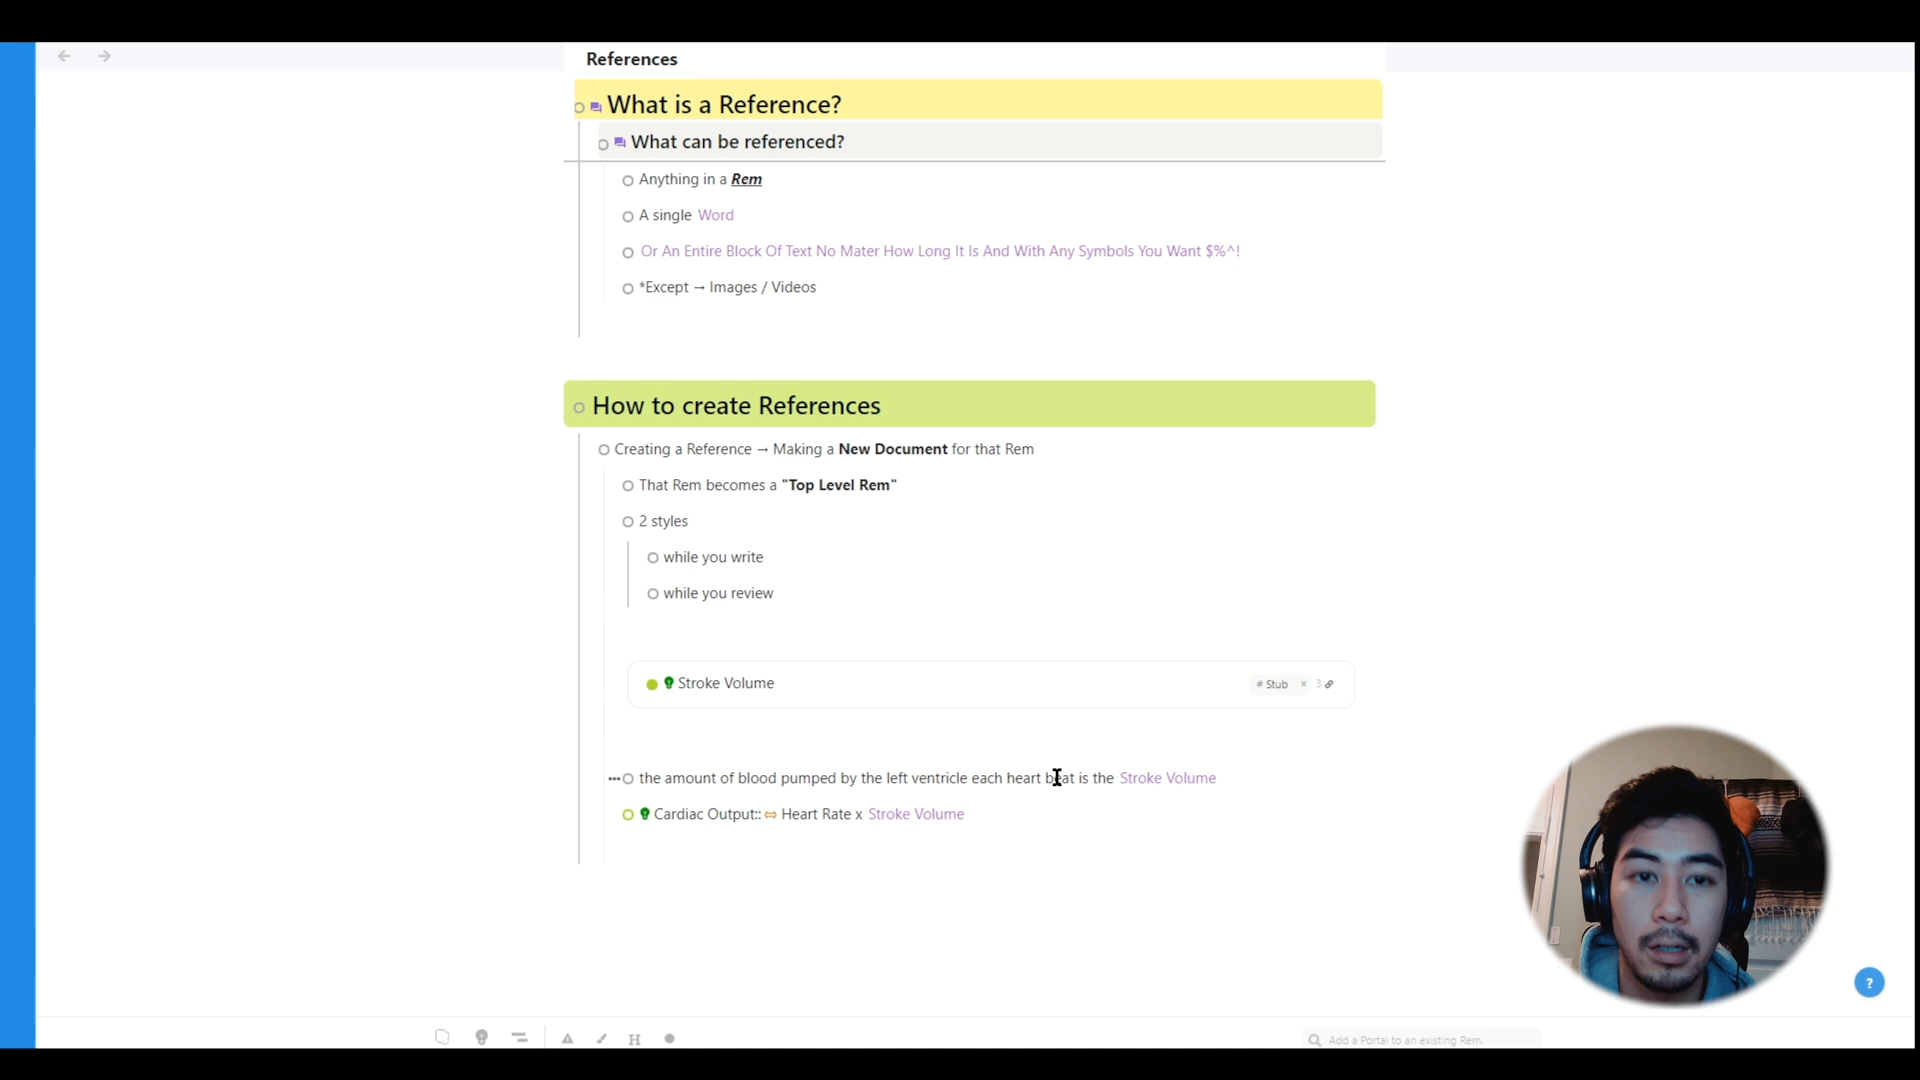 References
What is a Reference?
What can be referenced?
Anything in a Rem
A single Word
Or An Entire Block Of Text No Mater How Long It Is And With Any Symbols You Want $%^!
*Except → Images / Videos
How to create References
Creating a Reference → Making a New Document for that Rem
That Rem becomes a "Top Level Rem"
2 styles
while you write
while you review
Stroke Volume # Stub × 3
the amount of blood pumped by the left ventricle each heart beat is the Stroke Volume
Cardiac Output:: ⇔ Heart Rate x Stroke Volume
?
H
Add a Portal to an existing Rem.